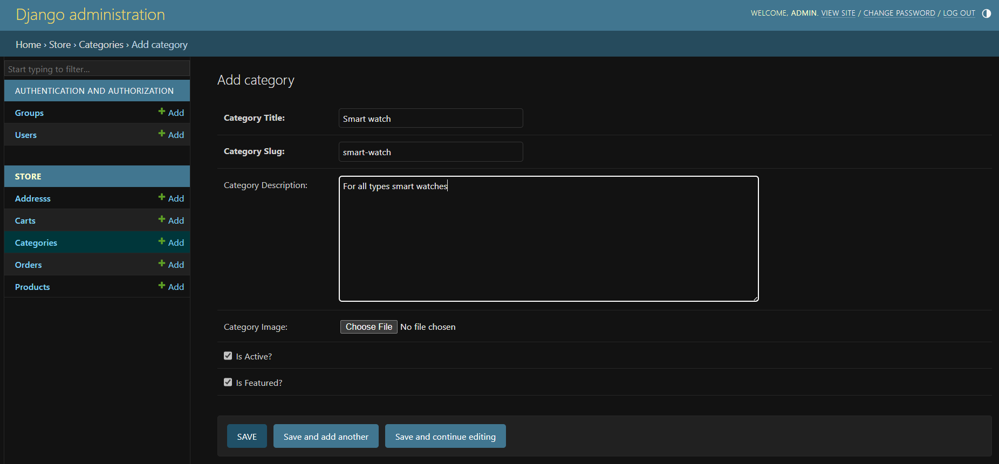 Django administration
WELCOME, ADMIN. VIEW SITE / CHANGE PASSWORD / LOG OUT
Home › Store › Categories › Add category
Start typing to filter...
AUTHENTICATION AND AUTHORIZATION
Groups Add
Users Add
STORE
Addresss Add
Carts Add
Categories Add
Orders Add
Products Add
Add category
Category Title: Smart watch
Category Slug: smart-watch
Category Description: For all types smart watches
Category Image: Choose File No file chosen
Is Active?
Is Featured?
SAVE Save and add another Save and continue editing